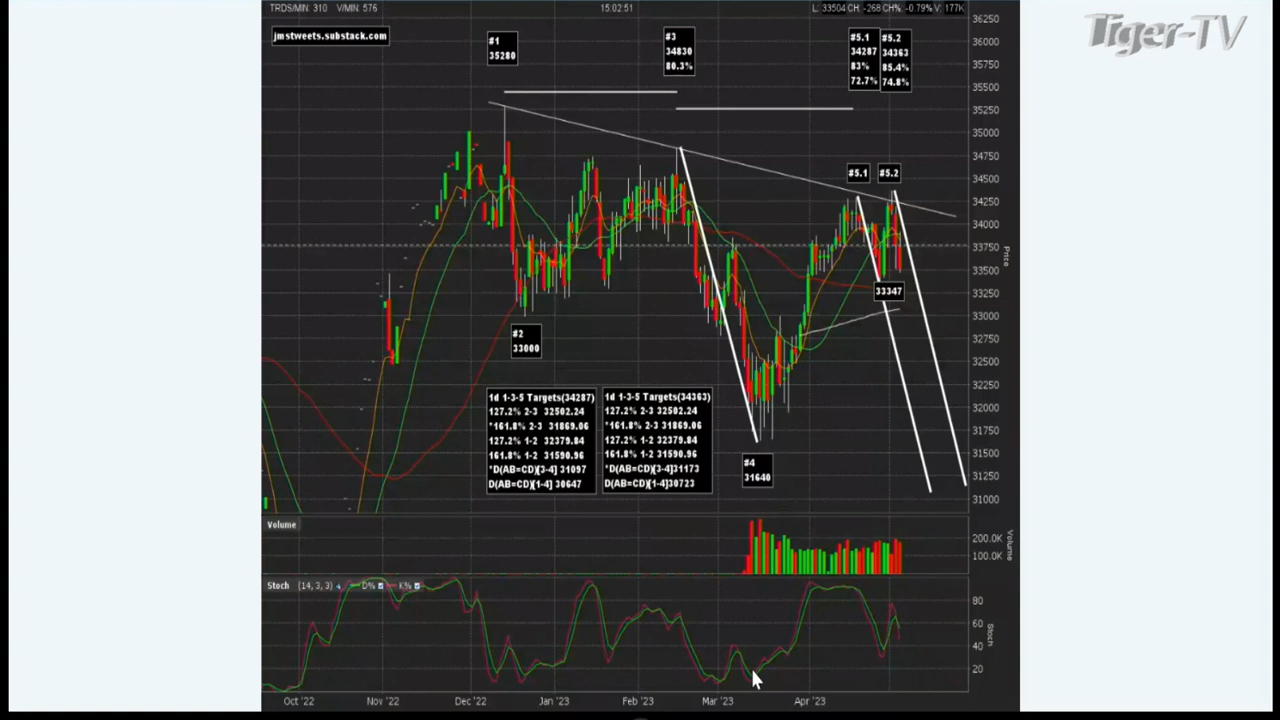 TRDS/MIN: 310 V/MIN: 576 15:02:51 L: 33504 CH: -268 CH% -0.79% V: 177K
Tiger-TV
jmstweets.substack.com
#1
35280
#3
34830
80.3%
#5.1
34287
83%
72.7%
#5.2
34363
85.4%
74.8%
#5.1 #5.2
33347
#2
33000
#4
31640
1d 1-3-5 Targets(34287)
127.2% 2-3 32502.24
*161.8% 2-3 31869.06
127.2% 1-2 32379.84
161.8% 1-2 31590.96
*D(AB=CD)[3-4] 31097
D(AB=CD)[1-4] 30647
1d 1-3-5 Targets(34363)
127.2% 2-3 32502.24
*161.8% 2-3 31869.06
127.2% 1-2 32379.84
161.8% 1-2 31590.96
*D(AB=CD)[3-4]31173
D(AB=CD)[1-4]30723
36250
36000
35750
35500
35250
35000
34750
34500
34250
34000
33750
33500
33250
33000
32750
32500
32250
32000
31750
31500
31250
31000
Price
Volume
200.0K
100.0K
Volume
Stoch (14, 3, 3) D% K%
80
60
40
20
Stoch
Oct '22 Nov '22 Dec '22 Jan '23 Feb '23 Mar '23 Apr '23